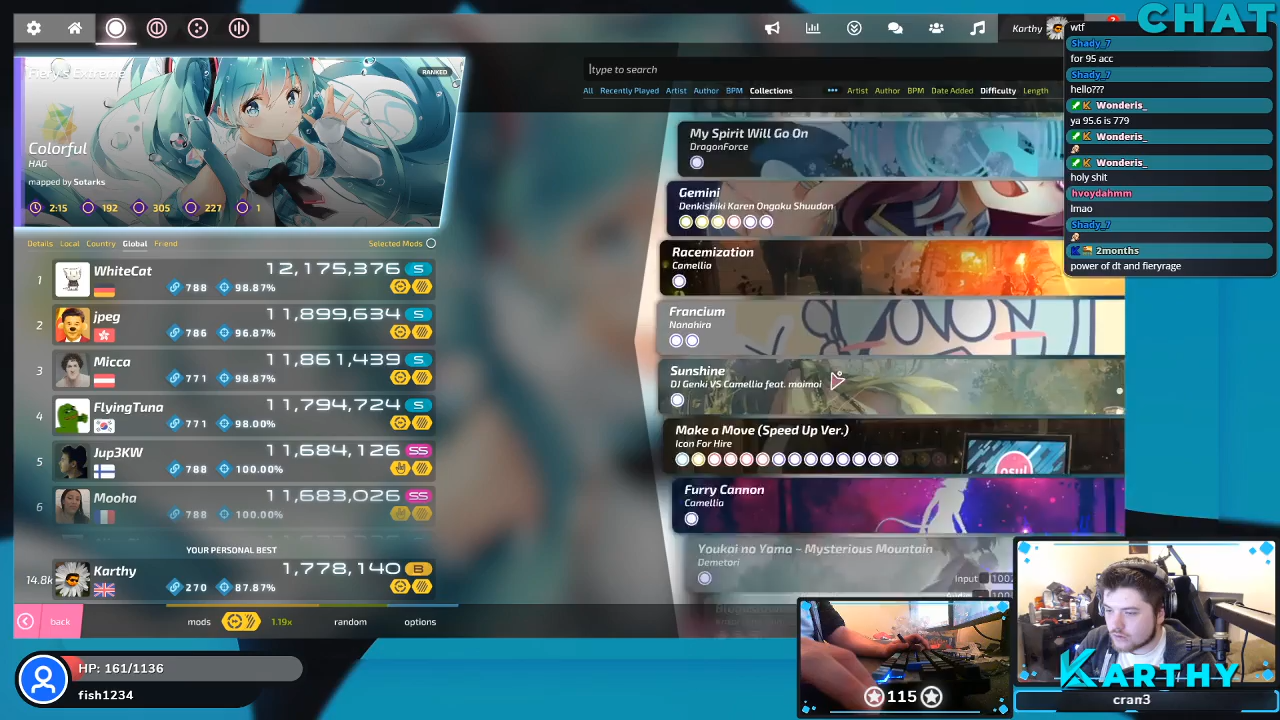 CHAT
Karthy
wtf
Shady_7
for 95 acc
Shady_7
hello???
K Wonderis_
ya 95.6 is 779
K Wonderis_
K Wonderis_
holy shit
hvoydahmm
lmao
Shady_7
2months
power of dt and fieryrage
Fiery's Extreme
RANKED
Colorful
HAG
mapped by Sotarks
2:15 192 305 227 1
type to search
All Recently Played Artist Author BPM Collections ••• Artist Author BPM Date Added Difficulty Length
Details Local Country Global Friend Selected Mods
1 WhiteCat 12,175,376 S
788 98.87%
2 jpeg 11,899,634 S
786 96.87%
3 Micca 11,861,439 S
771 98.87%
4 FlyingTuna 11,794,724 S
771 98.00%
5 Jup3KW 11,684,126 SS
788 100.00%
6 Mooha 11,683,026 SS
788 100.00%
YOUR PERSONAL BEST
14.8k Karthy 1,778,140 B
270 87.87%
My Spirit Will Go On
DragonForce
Gemini
Denkishiki Karen Ongaku Shuudan
Racemization
Camellia
Francium
Nanahira
Sunshine
DJ Genki VS Camellia feat. moimoi
Make a Move (Speed Up Ver.)
Icon For Hire
osu!
Furry Cannon
Camellia
Youkai no Yama ~ Mysterious Mountain
Demetori
Input 100
back mods 1.19x random options
HP: 161/1136
fish1234
115
KARTHY
cran3